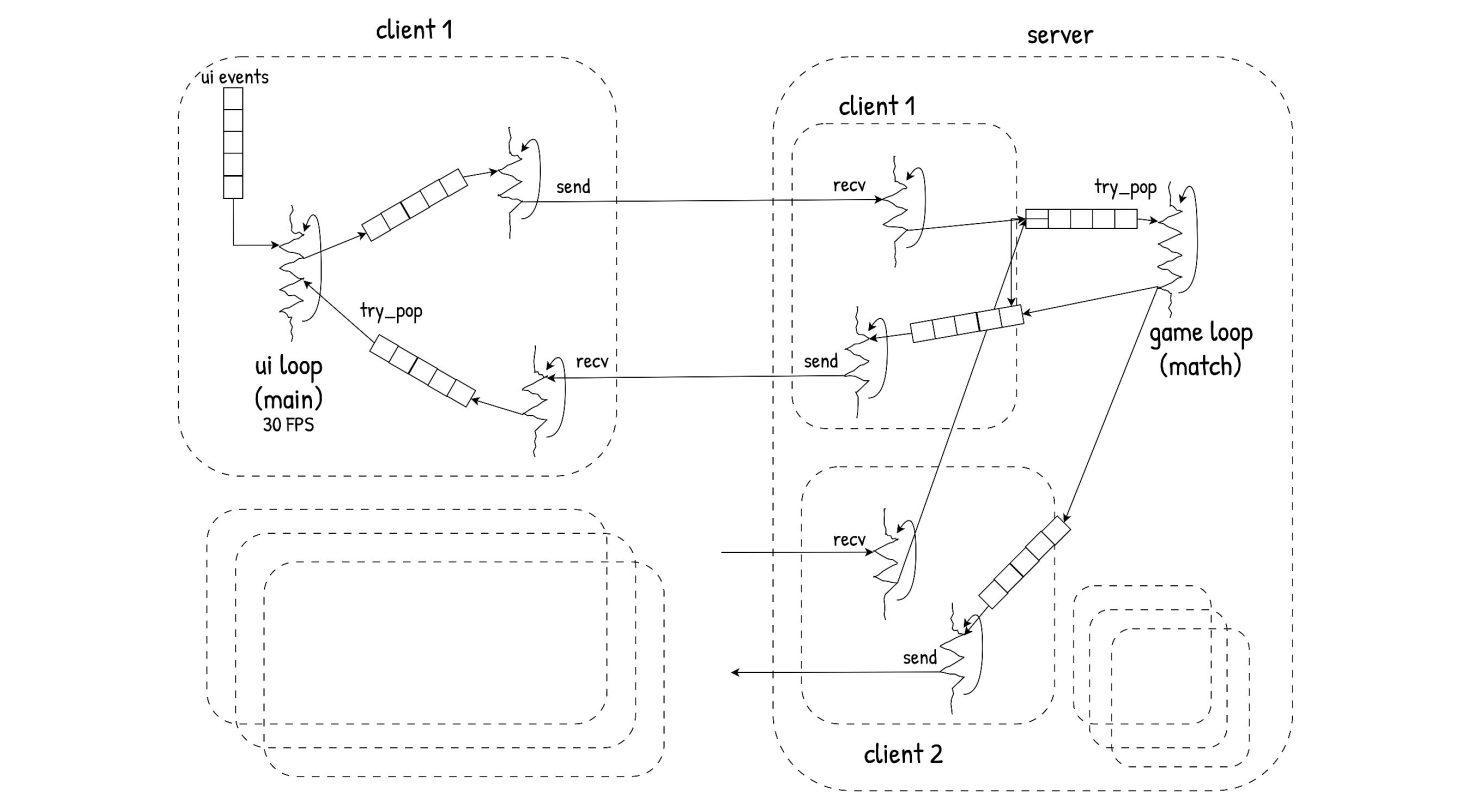 client 1
server
ui events
client 1
send
recv
try_pop
try_pop
ui loop
(main)
30 FPS
recv
send
game loop
(match)
recv
send
client 2